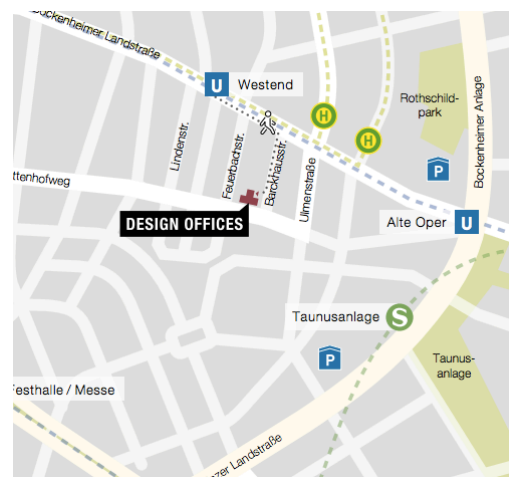 Bockenheimer Landstraße
U
Westend
Lindenstr.
Feuerbachstr.
Barckhausstr.
Ulmenstraße
H
H
Rothschild-
park
P
Bockenheimer Anlage
ttenhofweg
DESIGN OFFICES
Alte Oper
U
Taunusanlage
S
P
Taunus-
anlage
esthalle / Messe
zer Landstraße